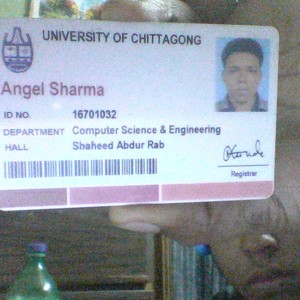 UNIVERSITY OF CHITTAGONG
Angel Sharma
ID NO. 16701032
DEPARTMENT Computer Science & Engineering
HALL Shaheed Abdur Rab
Registrar